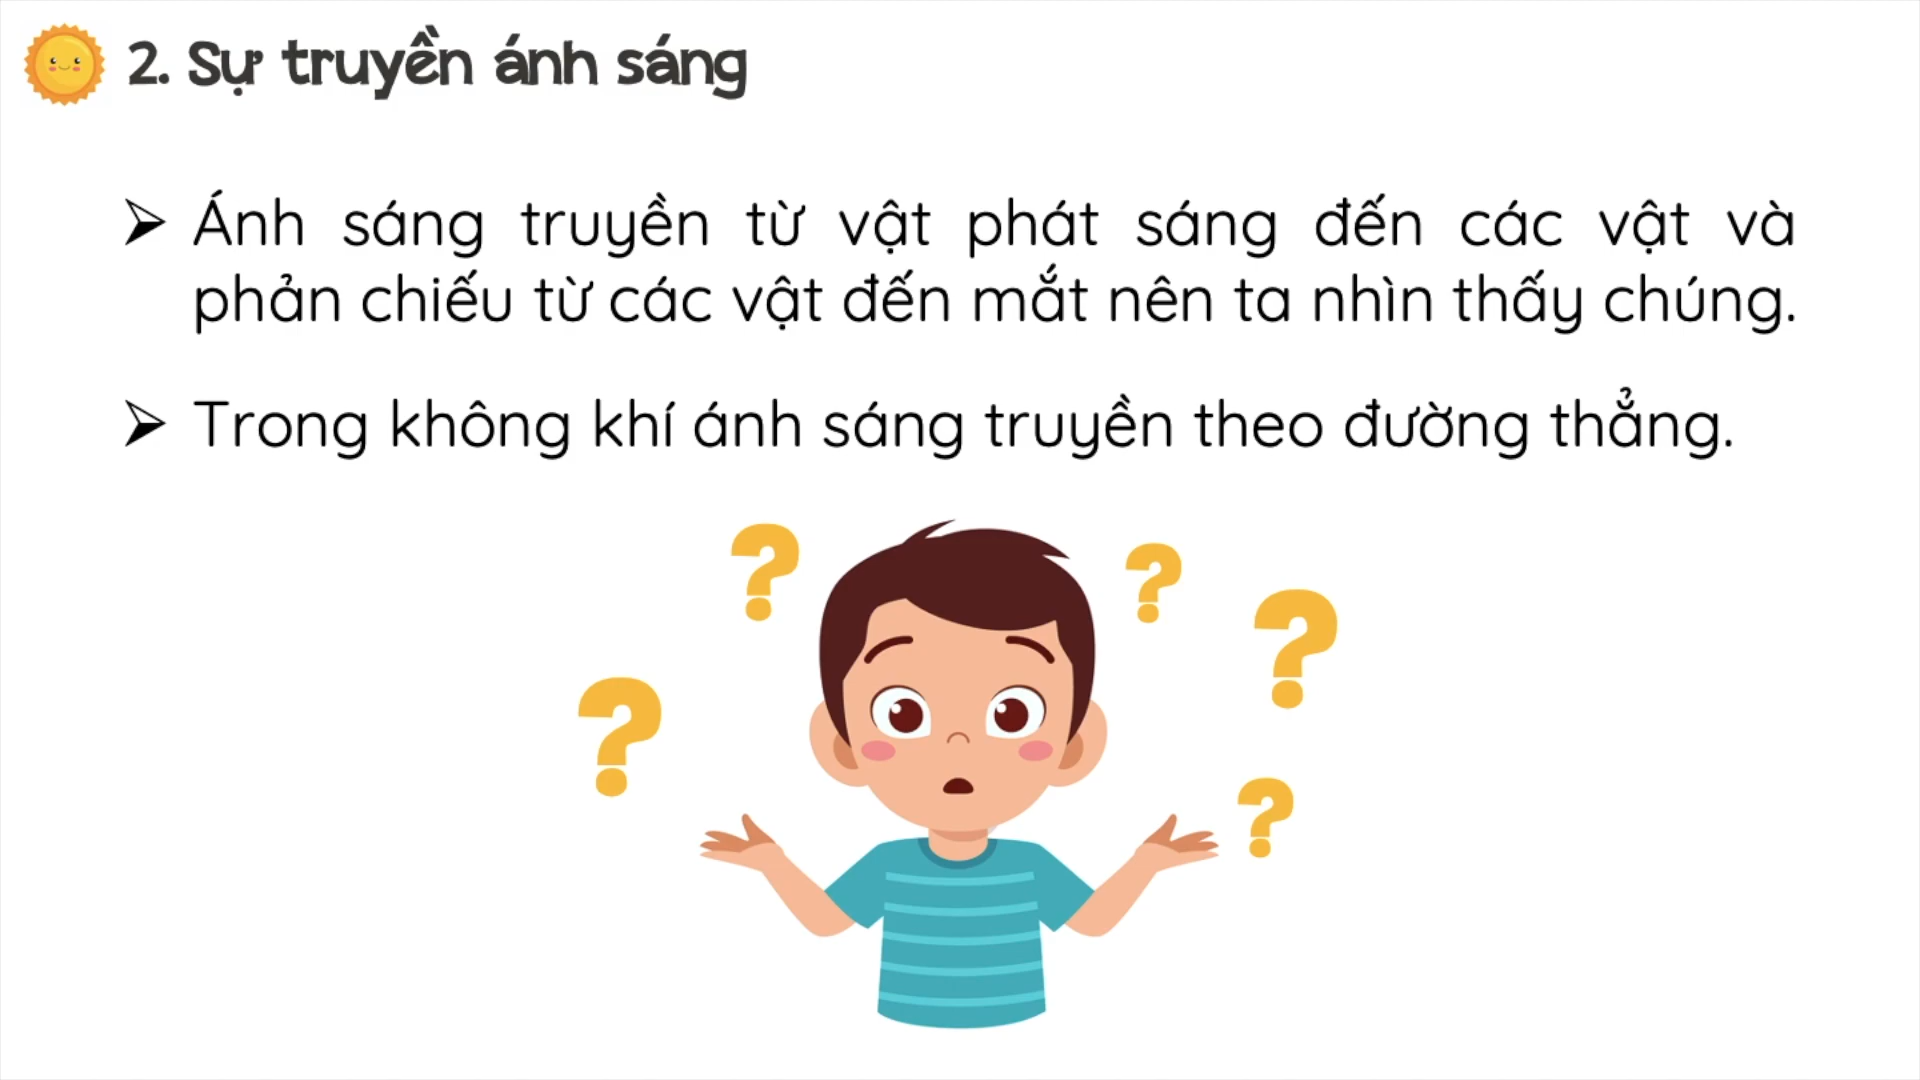 2. Sự truyền ánh sáng
Ánh sáng truyền từ vật phát sáng đến các vật và
phản chiếu từ các vật đến mắt nên ta nhìn thấy chúng.
Trong không khí ánh sáng truyền theo đường thẳng.
?
?
?
?
?